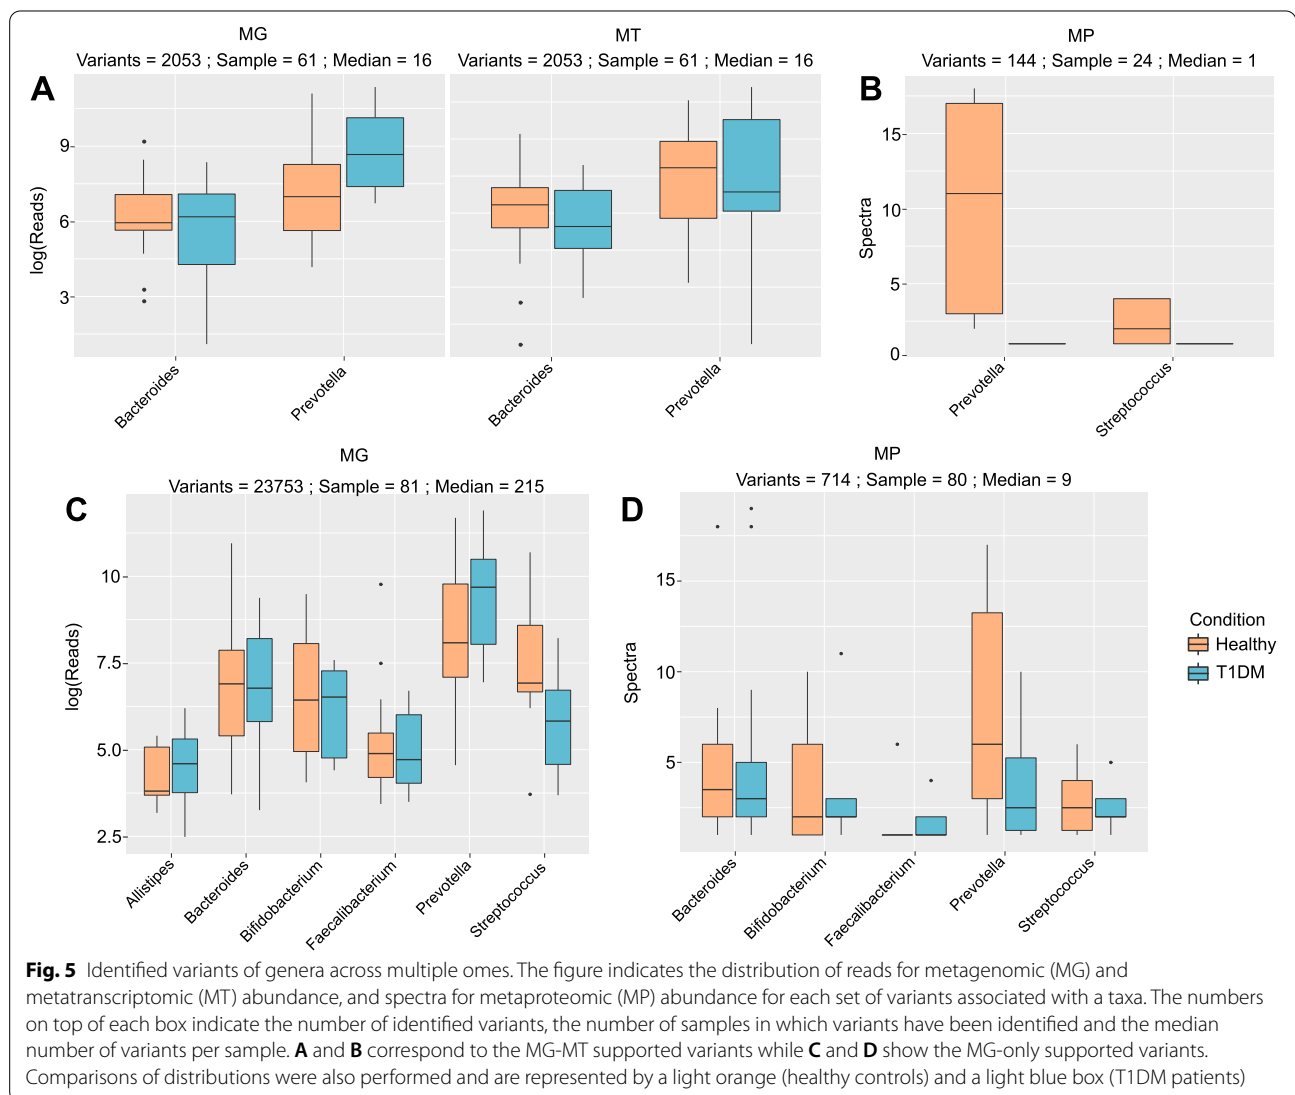 MG
Variants = 2053 ; Sample = 61 ; Median = 16
MT
Variants = 2053 ; Sample = 61 ; Median = 16
MP
Variants = 144 ; Sample = 24 ; Median = 1
A
log(Reads)
9
6
3
Bacteroides
Prevotella
Bacteroides
Prevotella
B
Spectra
15
10
5
0
Prevotella
Streptococcus
MG
Variants = 23753 ; Sample = 81 ; Median = 215
C
log(Reads)
10
7.5
5.0
2.5
Allistipes
Bacteroides
Bifidobacterium
Faecalibacterium
Prevotella
Streptococcus
MP
Variants = 714 ; Sample = 80 ; Median = 9
D
Spectra
15
10
5
Bacteroides
Bifidobacterium
Faecalibacterium
Prevotella
Streptococcus
Condition
Healthy
T1DM
Fig. 5 Identified variants of genera across multiple omes. The figure indicates the distribution of reads for metagenomic (MG) and
metatranscriptomic (MT) abundance, and spectra for metaproteomic (MP) abundance for each set of variants associated with a taxa. The numbers
on top of each box indicate the number of identified variants, the number of samples in which variants have been identified and the median
number of variants per sample. A and B correspond to the MG-MT supported variants while C and D show the MG-only supported variants.
Comparisons of distributions were also performed and are represented by a light orange (healthy controls) and a light blue box (T1DM patients)